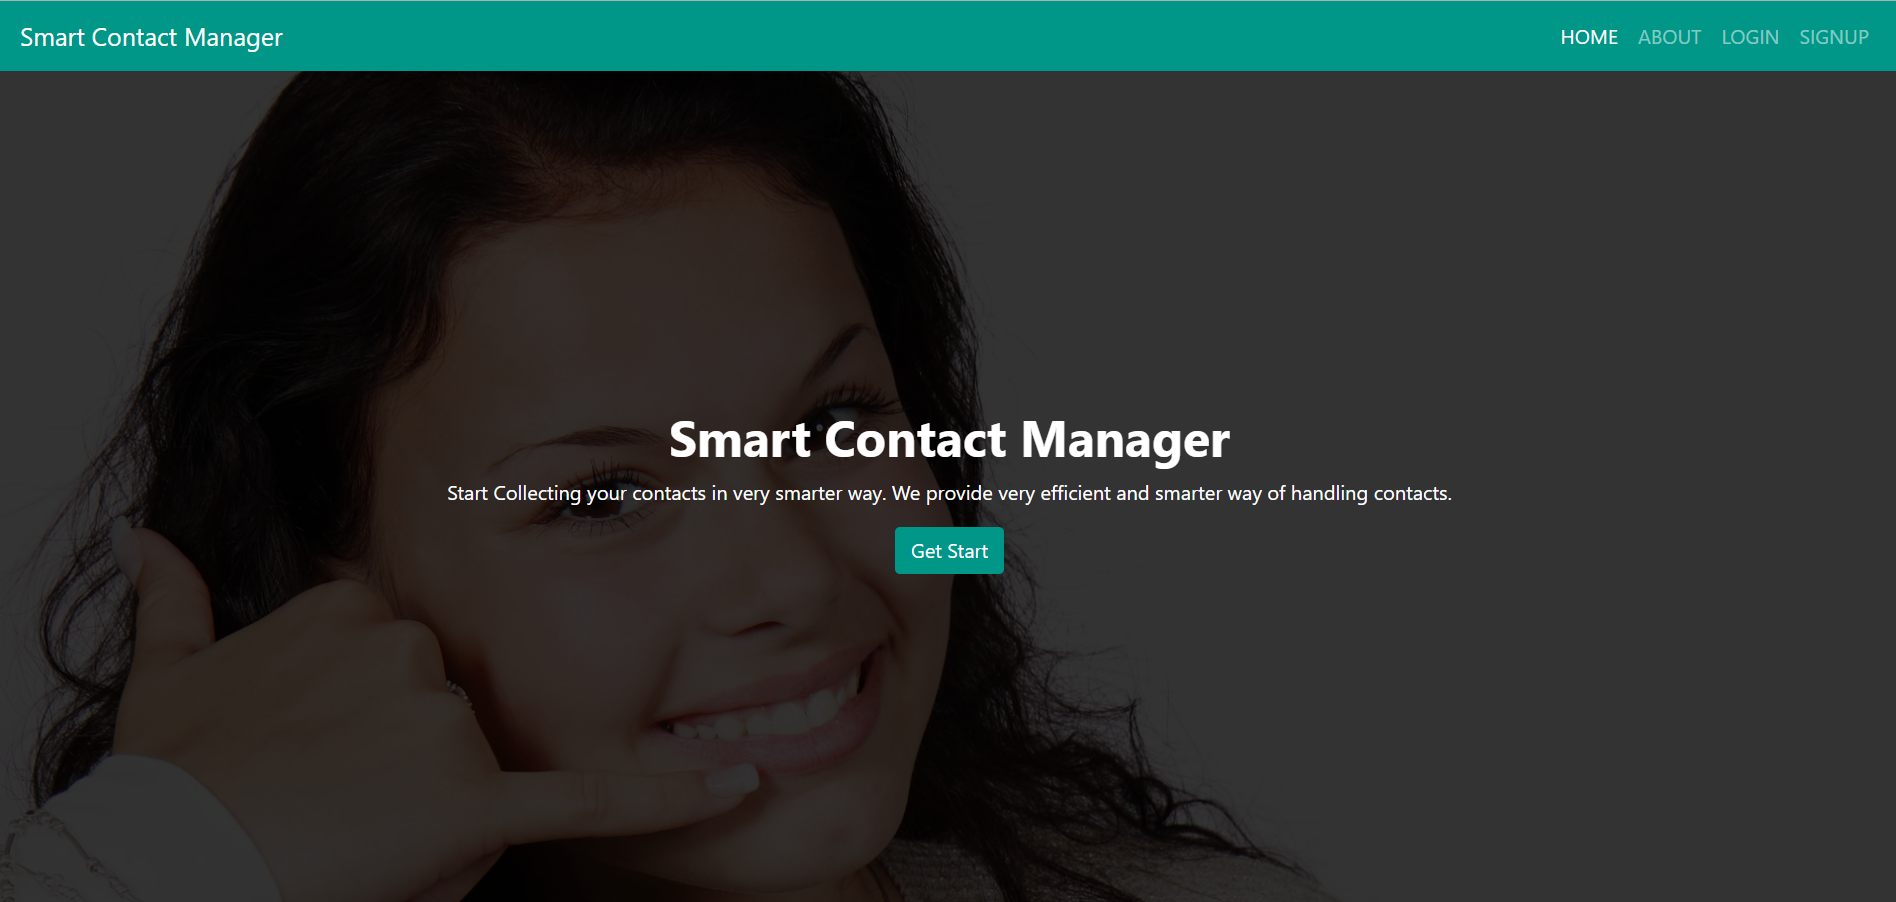 Smart Contact Manager
HOME ABOUT LOGIN SIGNUP
Smart Contact Manager
Start Collecting your contacts in very smarter way. We provide very efficient and smarter way of handling contacts.
Get Start